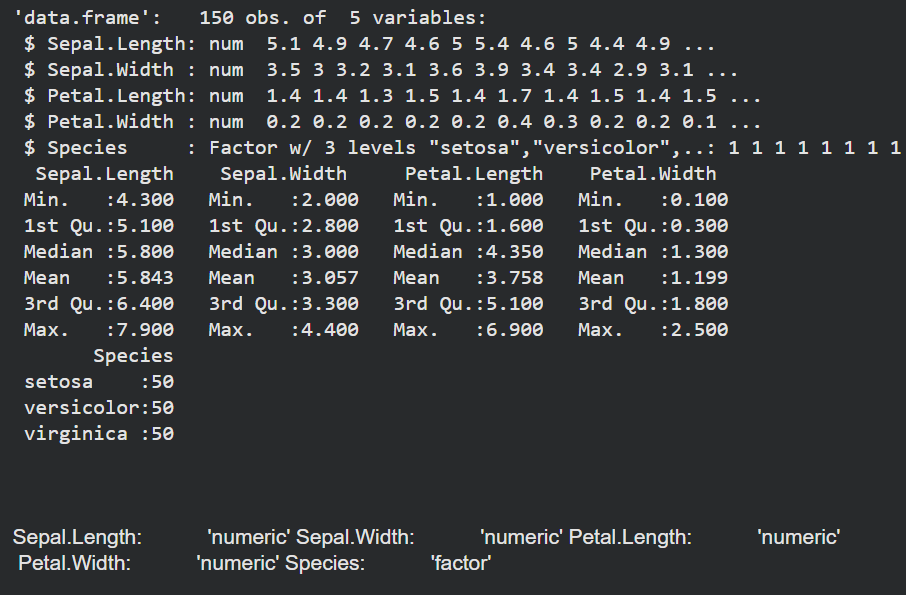 'data.frame':   150 obs. of  5 variables:
 $ Sepal.Length: num  5.1 4.9 4.7 4.6 5 5.4 4.6 5 4.4 4.9 ...
 $ Sepal.Width : num  3.5 3 3.2 3.1 3.6 3.9 3.4 3.4 2.9 3.1 ...
 $ Petal.Length: num  1.4 1.4 1.3 1.5 1.4 1.7 1.4 1.5 1.4 1.5 ...
 $ Petal.Width : num  0.2 0.2 0.2 0.2 0.2 0.4 0.3 0.2 0.2 0.1 ...
 $ Species     : Factor w/ 3 levels "setosa","versicolor",..: 1 1 1 1 1 1 1 1
  Sepal.Length    Sepal.Width     Petal.Length    Petal.Width
 Min.   :4.300   Min.   :2.000   Min.   :1.000   Min.   :0.100
 1st Qu.:5.100   1st Qu.:2.800   1st Qu.:1.600   1st Qu.:0.300
 Median :5.800   Median :3.000   Median :4.350   Median :1.300
 Mean   :5.843   Mean   :3.057   Mean   :3.758   Mean   :1.199
 3rd Qu.:6.400   3rd Qu.:3.300   3rd Qu.:5.100   3rd Qu.:1.800
 Max.   :7.900   Max.   :4.400   Max.   :6.900   Max.   :2.500
       Species
 setosa    :50
 versicolor:50
 virginica :50
Sepal.Length: 'numeric' Sepal.Width: 'numeric' Petal.Length: 'numeric'
Petal.Width: 'numeric' Species: 'factor'